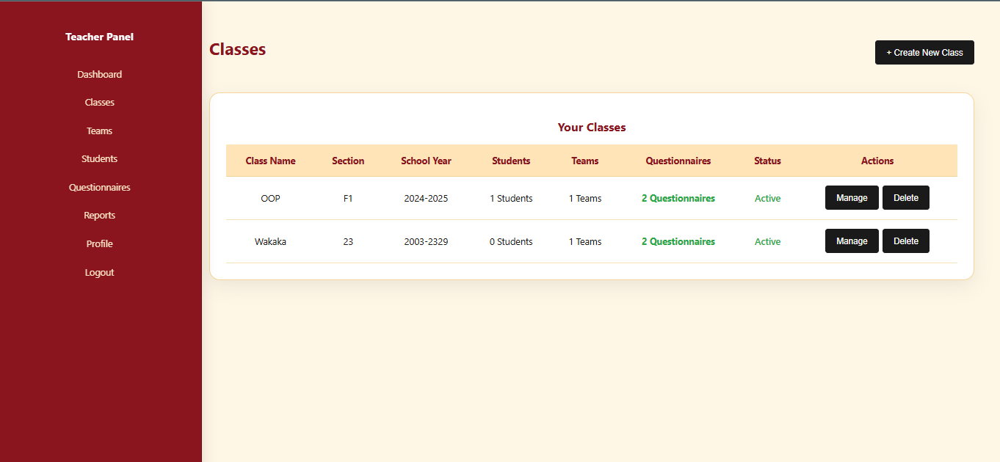 Teacher Panel
Dashboard
Classes
Teams
Students
Questionnaires
Reports
Profile
Logout
Classes
+ Create New Class
Your Classes
Class Name Section School Year Students Teams Questionnaires Status Actions
OOP F1 2024-2025 1 Students 1 Teams 2 Questionnaires Active Manage Delete
Wakaka 23 2003-2329 0 Students 1 Teams 2 Questionnaires Active Manage Delete